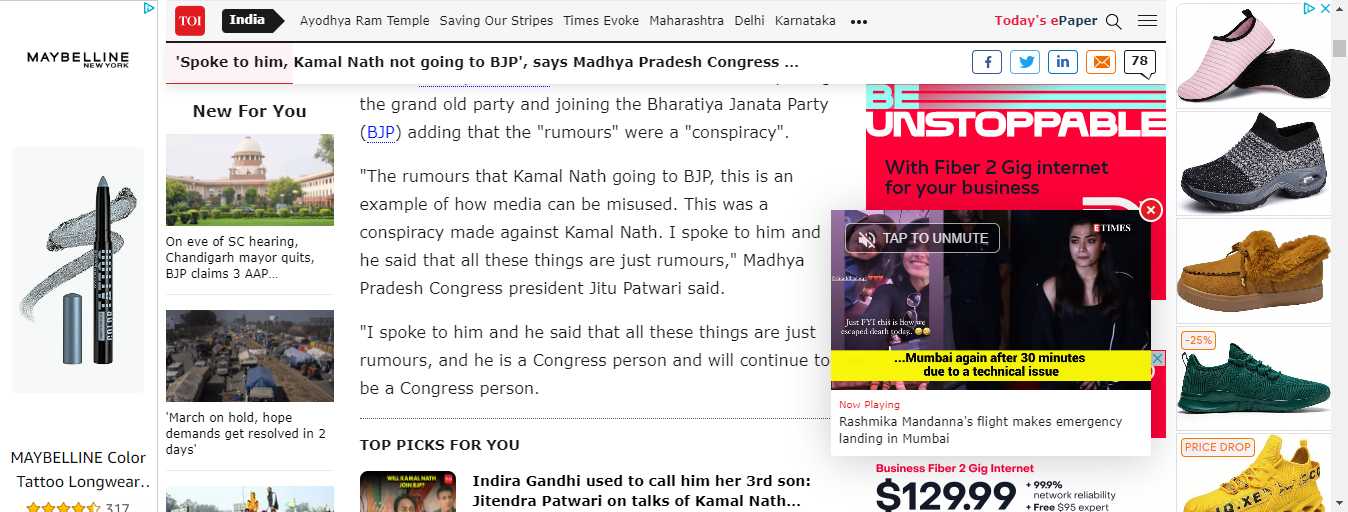 MAYBELLINE
NEW YORK
MAYBELLINE Color
Tattoo Longwear..
317
TOI
India
Ayodhya Ram Temple
Saving Our Stripes
Times Evoke
Maharashtra
Delhi
Karnataka
Today's ePaper
'Spoke to him, Kamal Nath not going to BJP', says Madhya Pradesh Congress ...
78
New For You
On eve of SC hearing,
Chandigarh mayor quits,
BJP claims 3 AAP...
'March on hold, hope
demands get resolved in 2
days'
the grand old party and joining the Bharatiya Janata Party
(BJP) adding that the "rumours" were a "conspiracy".
"The rumours that Kamal Nath going to BJP, this is an
example of how media can be misused. This was a
conspiracy made against Kamal Nath. I spoke to him and
he said that all these things are just rumours," Madhya
Pradesh Congress president Jitu Patwari said.
"I spoke to him and he said that all these things are just
rumours, and he is a Congress person and will continue to
be a Congress person.
TOP PICKS FOR YOU
WILL KAMAL NATH
JOIN BJP?
Indira Gandhi used to call him her 3rd son:
Jitendra Patwari on talks of Kamal Nath...
BE
UNSTOPPABLE
With Fiber 2 Gig internet
for your business
TAP TO UNMUTE
ETIMES
Just FYI this is how we
escaped death today..
...Mumbai again after 30 minutes
due to a technical issue
Now Playing
Rashmika Mandanna's flight makes emergency
landing in Mumbai
Business Fiber 2 Gig Internet
$129.99
+ 99.9%
network reliability
+ Free $95 expert
-25%
PRICE DROP